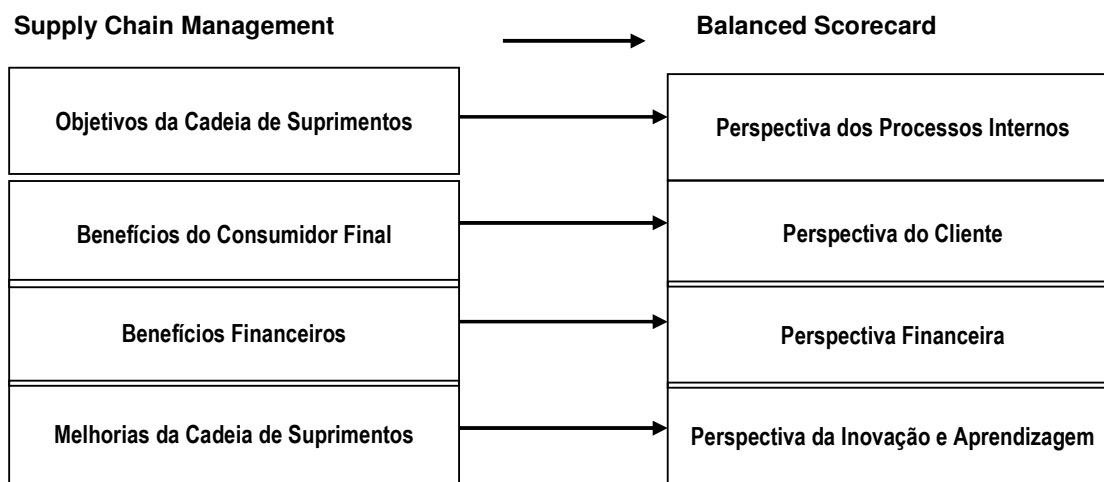 Supply Chain Management
Balanced Scorecard
Objetivos da Cadeia de Suprimentos
Perspectiva dos Processos Internos
Benefícios do Consumidor Final
Perspectiva do Cliente
Benefícios Financeiros
Perspectiva Financeira
Melhorias da Cadeia de Suprimentos
Perspectiva da Inovação e Aprendizagem